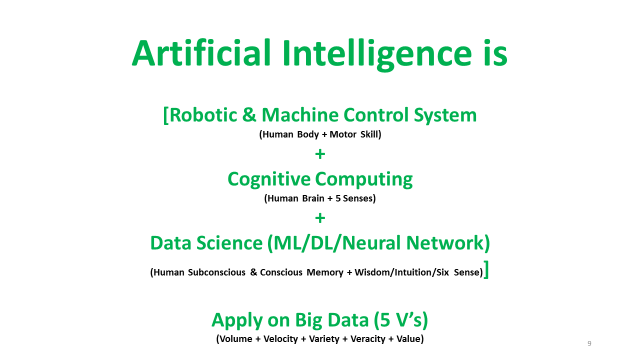 Artificial Intelligence is
[Robotic & Machine Control System
(Human Body + Motor Skill)
+
Cognitive Computing
(Human Brain + 5 Senses)
+
Data Science (ML/DL/Neural Network)
(Human Subconscious & Conscious Memory + Wisdom/Intuition/Six Sense)]
Apply on Big Data (5 V's)
(Volume + Velocity + Variety + Veracity + Value)
9